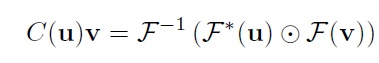 C(u)v = ℱ⁻¹ (ℱ*(u) ⊙ ℱ(v))